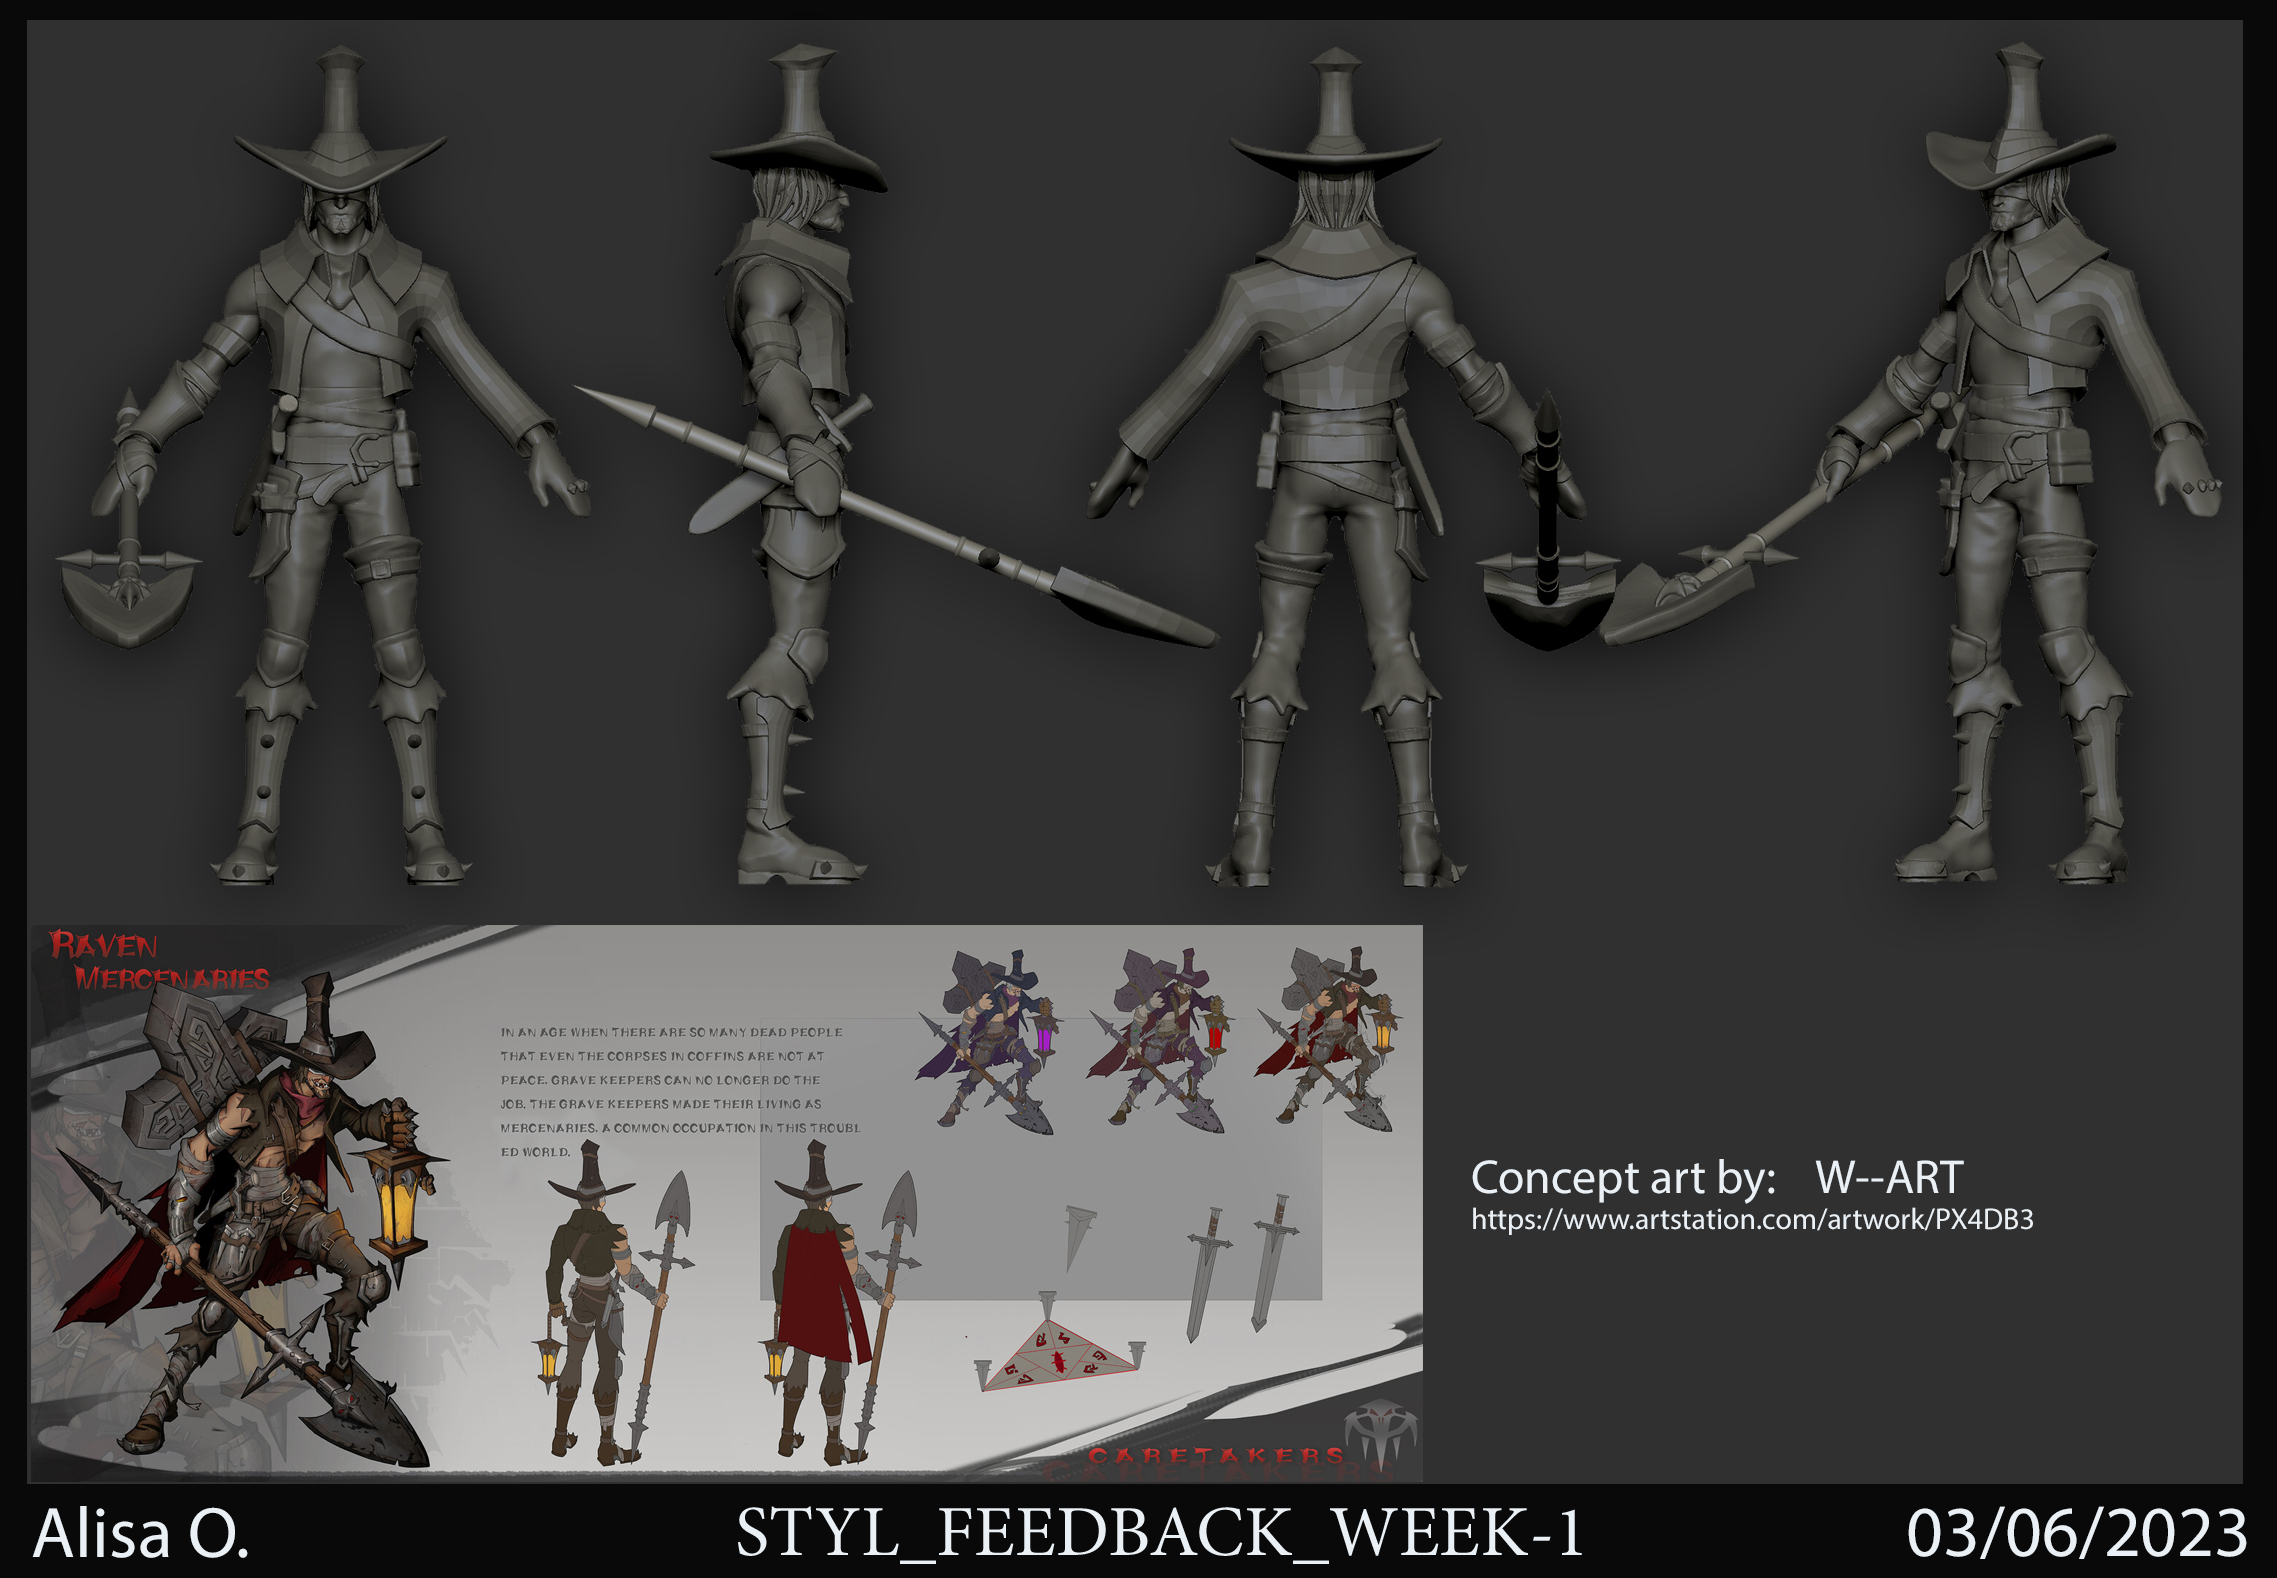 RAVEN
MERCENARIES
IN AN AGE WHEN THERE ARE SO MANY DEAD PEOPLE
THAT EVEN THE CORPSES IN COFFINS ARE NOT AT
PEACE, GRAVE KEEPERS CAN NO LONGER DO THE
JOB. THE GRAVE KEEPERS MADE THEIR LIVING AS
MERCENARIES. A COMMON OCCUPATION IN THIS TROUBL
ED WORLD.
Concept art by: W--ART
https://www.artstation.com/artwork/PX4DB3
CARETAKERS
CARETAKERS
Alisa O.
STYL_FEEDBACK_WEEK-1
03/06/2023